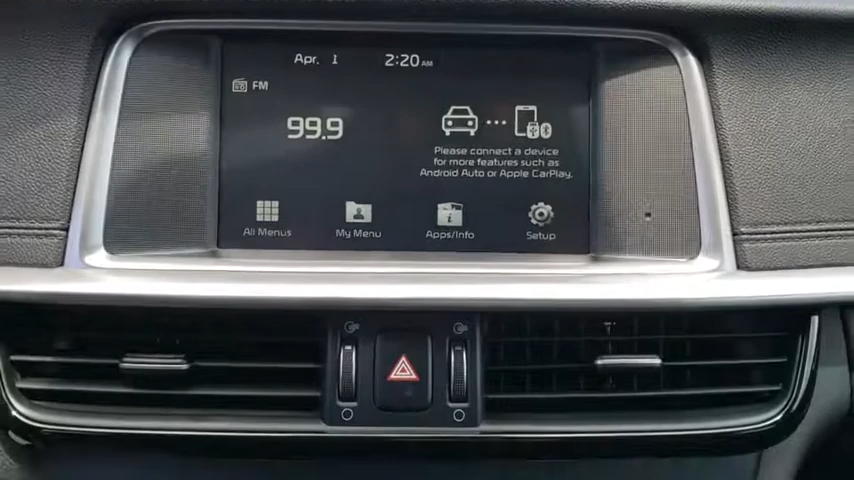 Apr. 1 2:20 AM
FM
99.9
Please connect a device
for more features such as
Android Auto or Apple CarPlay.
All Menus My Menu Apps/Info Setup